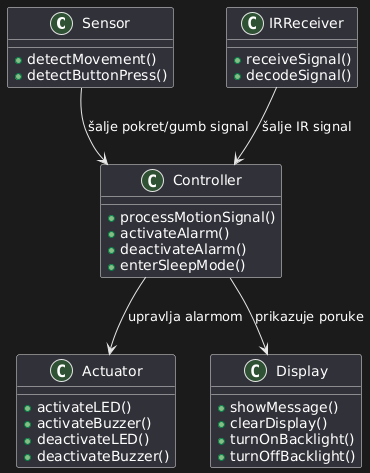 C Sensor
detectMovement()
detectButtonPress()
C IRReceiver
receiveSignal()
decodeSignal()
šalje pokret/gumb signal
šalje IR signal
C Controller
processMotionSignal()
activateAlarm()
deactivateAlarm()
enterSleepMode()
upravlja alarmom
prikazuje poruke
C Actuator
activateLED()
activateBuzzer()
deactivateLED()
deactivateBuzzer()
C Display
showMessage()
clearDisplay()
turnOnBacklight()
turnOffBacklight()